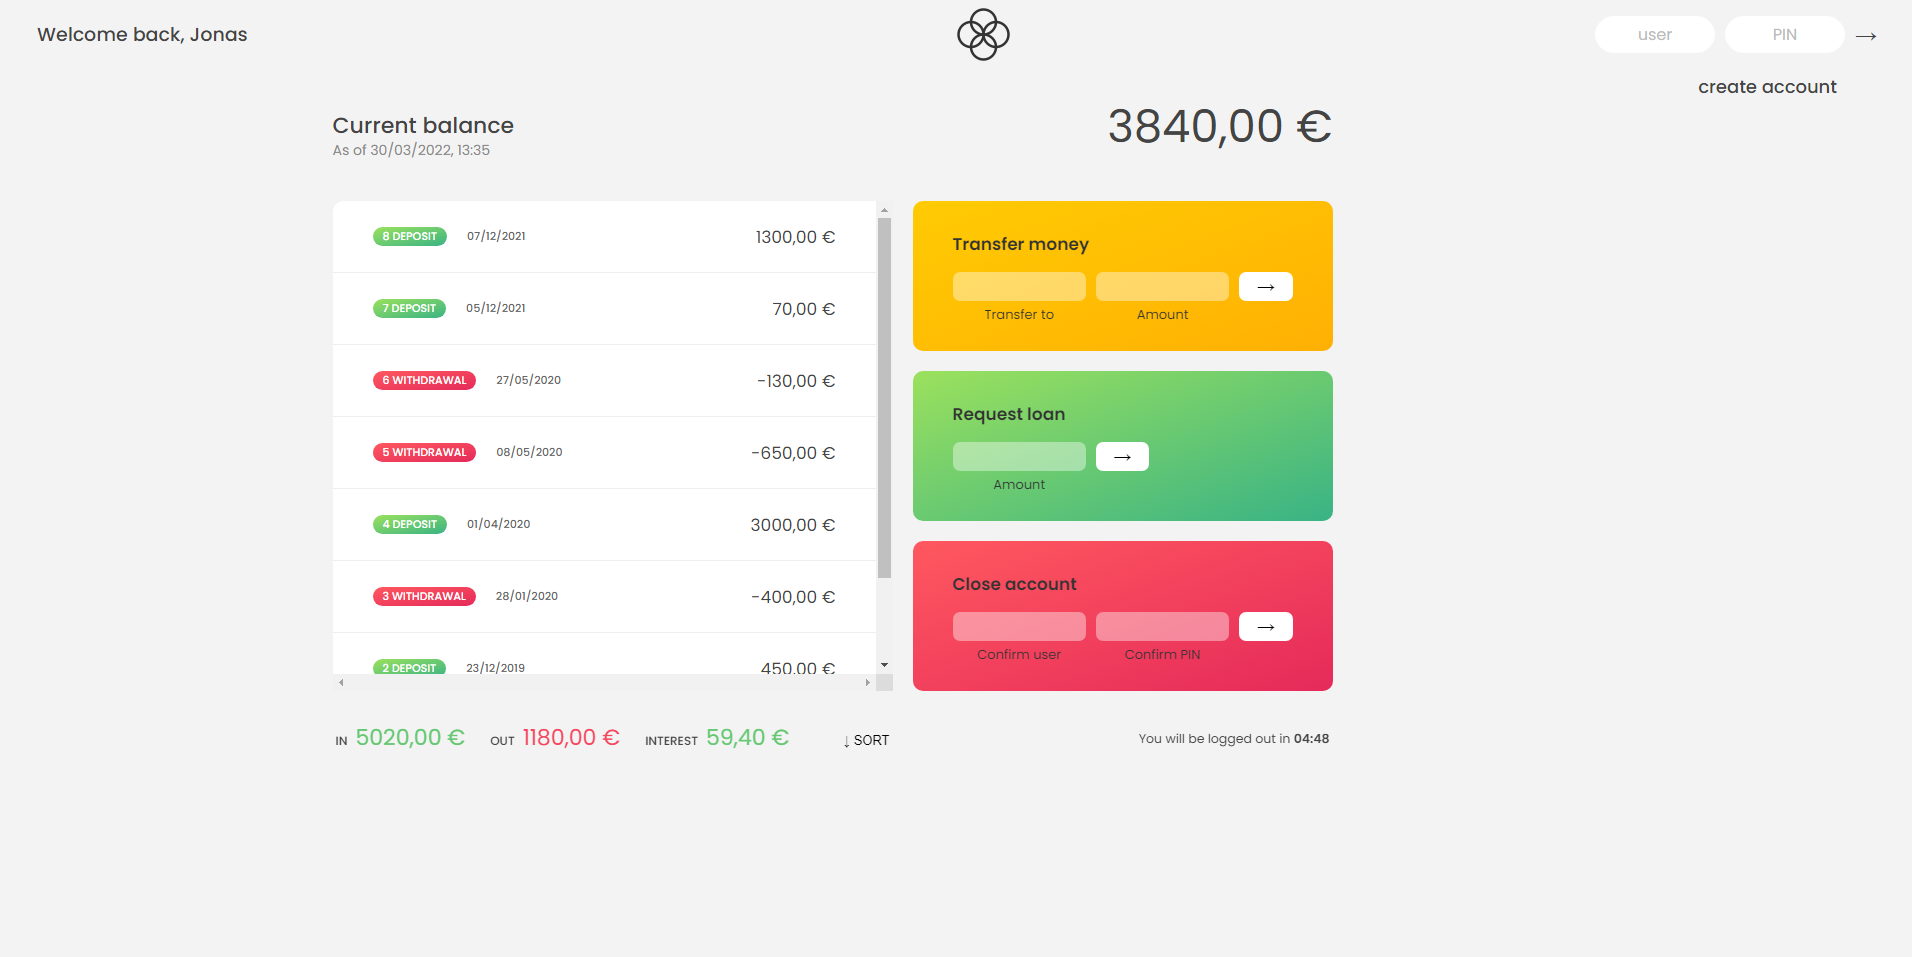 Welcome back, Jonas
user PIN →
create account
Current balance
3840,00 €
As of 30/03/2022, 13:35
8 DEPOSIT 07/12/2021 1300,00 €
7 DEPOSIT 05/12/2021 70,00 €
6 WITHDRAWAL 27/05/2020 -130,00 €
5 WITHDRAWAL 08/05/2020 -650,00 €
4 DEPOSIT 01/04/2020 3000,00 €
3 WITHDRAWAL 28/01/2020 -400,00 €
2 DEPOSIT 23/12/2019 450,00 €
Transfer money
→
Transfer to Amount
Request loan
→
Amount
Close account
→
Confirm user Confirm PIN
IN 5020,00 € OUT 1180,00 € INTEREST 59,40 € ↓ SORT
You will be logged out in 04:48